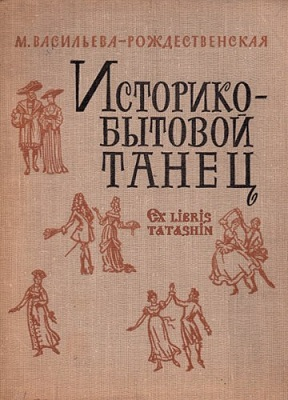 М. ВАСИЛЬЕВА-РОЖДЕСТВЕНСКАЯ
ИСТОРИКО-
БЫТОВОЙ
ТАНЕЦ
Ex LIBRIS
TATASHIN